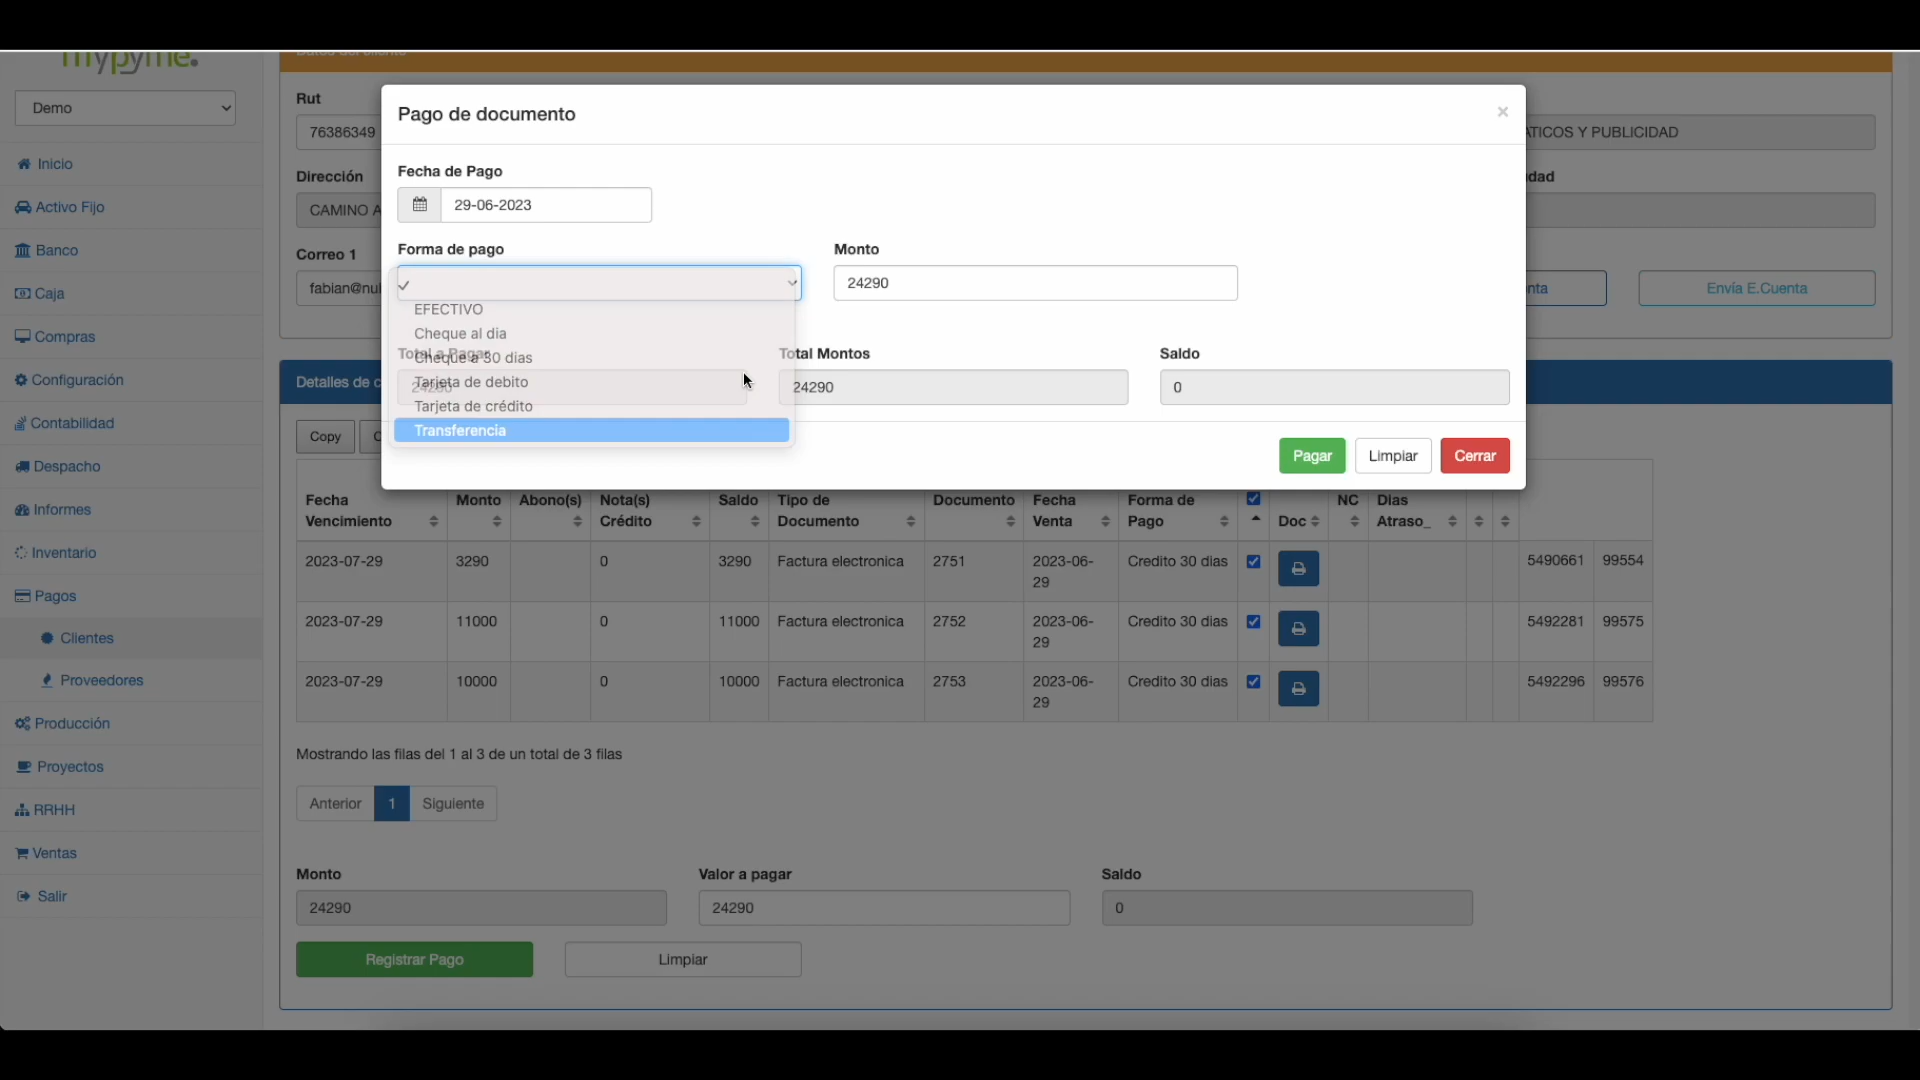 mypyme.
Demo
Inicio
Activo Fijo
Banco
Caja
Compras
Configuración
Contabilidad
Despacho
Informes
Inventario
Pagos
Clientes
Proveedores
Producción
Proyectos
RRHH
Ventas
Salir
Datos del cliente
Rut
76386349
ATICOS Y PUBLICIDAD
Dirección
CAMINO A
Correo 1
Envía E.Cuenta
Pago de documento
×
Fecha de Pago
29-06-2023
Forma de pago
Monto
24290
EFECTIVO
Cheque al dia
Cheque a 30 dias
Tarjeta de debito
Tarjeta de crédito
Transferencia
Total a Pagar
Total Montos
Saldo
24290
24290
0
Pagar
Limpiar
Cerrar
Detalles de c
Copy
Fecha Vencimiento
Monto
Abono(s)
Nota(s) Crédito
Saldo
Tipo de Documento
Documento
Fecha Venta
Forma de Pago
Doc
NC
Dias Atraso_
2023-07-29 3290 0 3290 Factura electronica 2751 2023-06-29 Credito 30 dias 5490661 99554
2023-07-29 11000 0 11000 Factura electronica 2752 2023-06-29 Credito 30 dias 5492281 99575
2023-07-29 10000 0 10000 Factura electronica 2753 2023-06-29 Credito 30 dias 5492296 99576
Mostrando las filas del 1 al 3 de un total de 3 filas
Anterior 1 Siguiente
Monto
Valor a pagar
Saldo
24290
24290
0
Registrar Pago
Limpiar